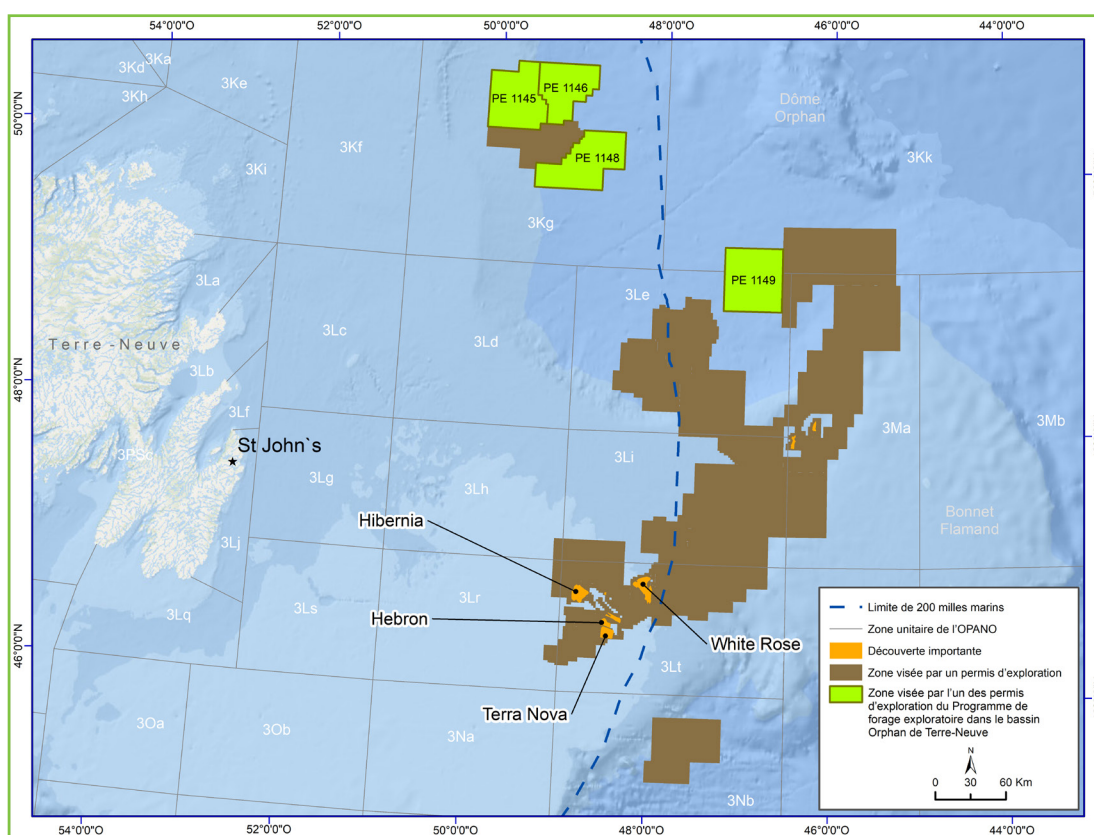 54°0'0"O
52°0'0"O
50°0'0"O
48°0'0"O
46°0'0"O
44°0'0"O
3Kd
3Ka
3Ke
3Kh
PE 1145
PE 1146
Dôme
Orphan
50°0'0"N
3Ki
3Kf
PE 1148
3Kk
3Kg
3La
PE 1149
3Le
3Lc
3Ld
Terre-Neuve
3Lb
48°0'0"N
3Lf
3Ma
3Mb
St John`s
3Li
3Lg
3Lh
Hibernia
Bonnet
Flamand
3Lj
3Lq
3Ls
3Lr
Hebron
White Rose
46°0'0"N
3Lt
Terra Nova
3Oa
3Ob
3Na
3Nb
Limite de 200 milles marins
Zone unitaire de l'OPANO
Découverte importante
Zone visée par un permis d'exploration
Zone visée par l'un des permis
d'exploration du Programme de
forage exploratoire dans le bassin
Orphan de Terre-Neuve
N
0 30 60 Km
54°0'0"O
52°0'0"O
50°0'0"O
48°0'0"O
46°0'0"O
44°0'0"O